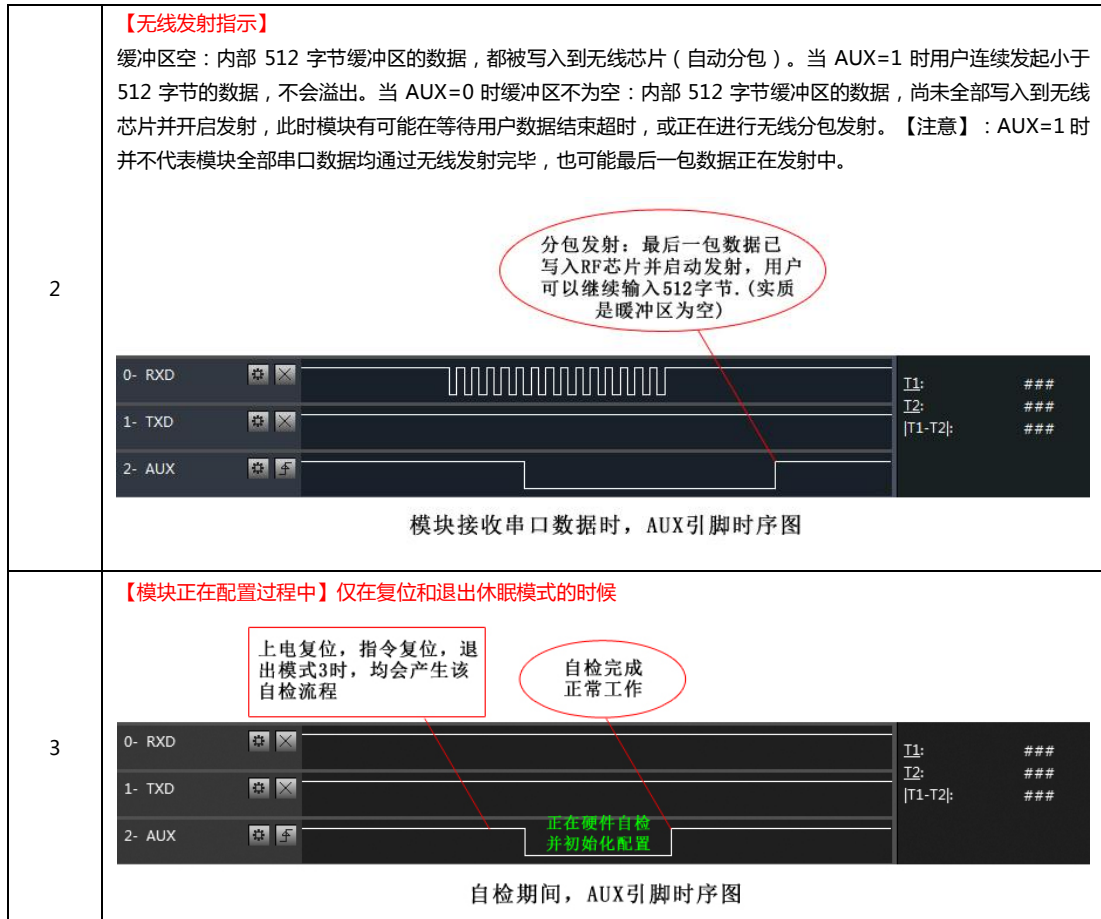 【无线发射指示】
缓冲区空：内部 512 字节缓冲区的数据，都被写入到无线芯片（自动分包）。当 AUX=1 时用户连续发起小于
512 字节的数据，不会溢出。当 AUX=0 时缓冲区不为空：内部 512 字节缓冲区的数据，尚未全部写入到无线
芯片并开启发射，此时模块有可能在等待用户数据结束超时，或正在进行无线分包发射。【注意】：AUX=1 时
并不代表模块全部串口数据均通过无线发射完毕，也可能最后一包数据正在发射中。
2
分包发射：最后一包数据已
写入RF芯片并启动发射，用户
可以继续输入512字节.(实质
是暖冲区为空)
0- RXD
1- TXD
2- AUX
T1: ###
T2: ###
|T1-T2|: ###
模块接收串口数据时，AUX引脚时序图
3
【模块正在配置过程中】仅在复位和退出休眠模式的时候
上电复位，指令复位，退
出模式3时，均会产生该
自检流程
自检完成
正常工作
0- RXD
1- TXD
2- AUX
正在硬件自检
并初始化配置
T1: ###
T2: ###
|T1-T2|: ###
自检期间，AUX引脚时序图